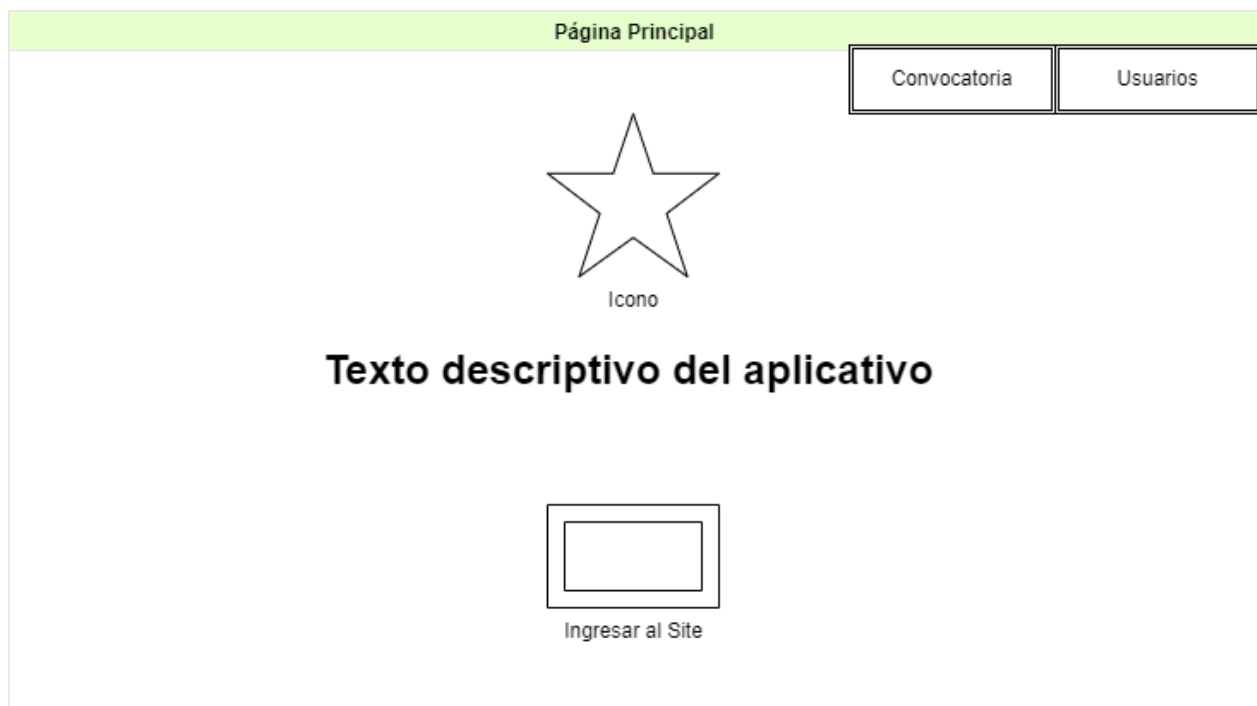 Página Principal
Convocatoria
Usuarios
Icono
Texto descriptivo del aplicativo
Ingresar al Site